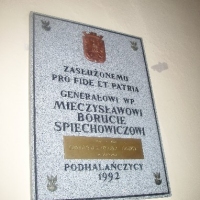 ZASŁUŻONEMU
PRO FIDE ET PATRIA
GENERAŁOWI WP
MIECZYSŁAWOWI
BORUCIE
SPIECHOWICZOWI
PODHALAŃCZYCY
1992